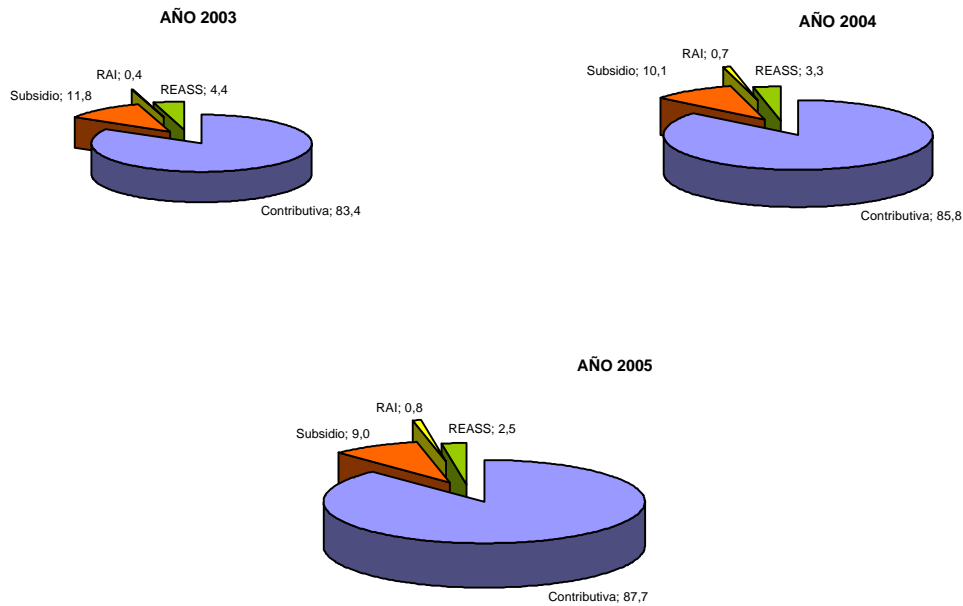 AÑO 2003
RAI; 0,4
REASS; 4,4
Subsidio; 11,8
Contributiva; 83,4
AÑO 2004
RAI; 0,7
REASS; 3,3
Subsidio; 10,1
Contributiva; 85,8
AÑO 2005
RAI; 0,8
REASS; 2,5
Subsidio; 9,0
Contributiva; 87,7